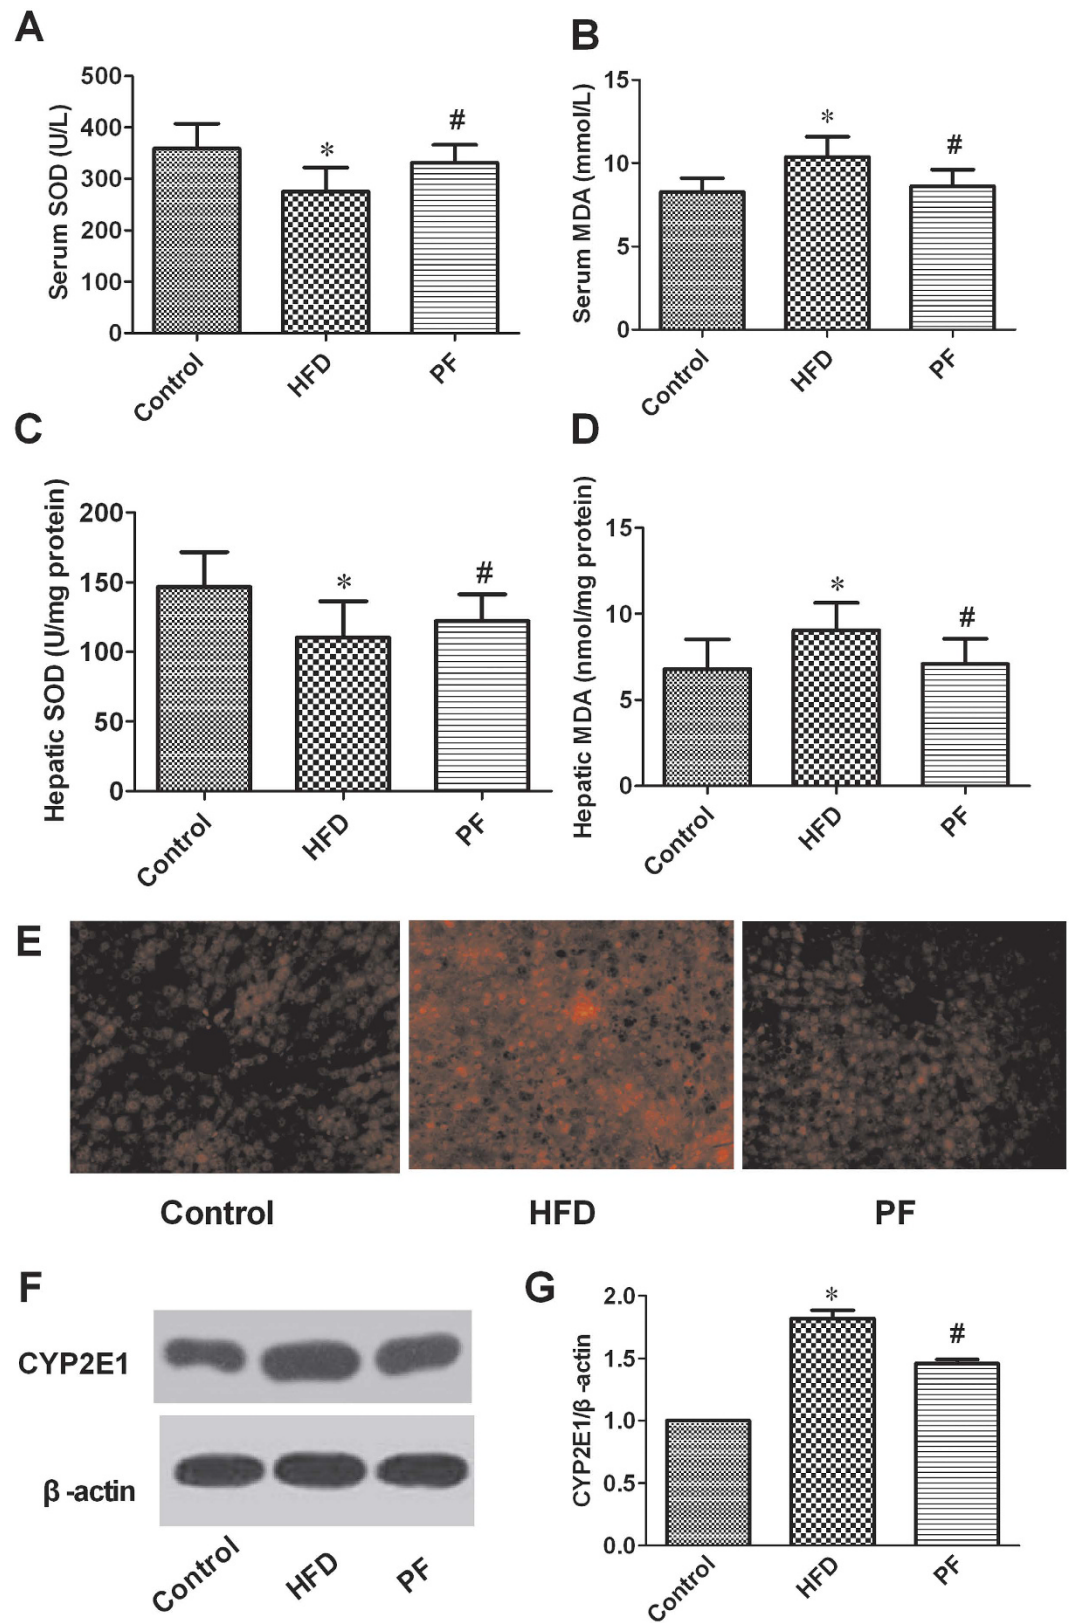 A
Serum SOD (U/L)
500
400
300
200
100
0
*
#
Control
HFD
PF
B
Serum MDA (mmol/L)
15
10
5
0
*
#
Control
HFD
PF
C
Hepatic SOD (U/mg protein)
200
150
100
50
0
*
#
Control
HFD
PF
D
Hepatic MDA (nmol/mg protein)
15
10
5
0
*
#
Control
HFD
PF
E
Control
HFD
PF
F
CYP2E1
β -actin
Control
HFD
PF
G
CYP2E1/β -actin
2.0
1.5
1.0
0.5
0.0
*
#
Control
HFD
PF